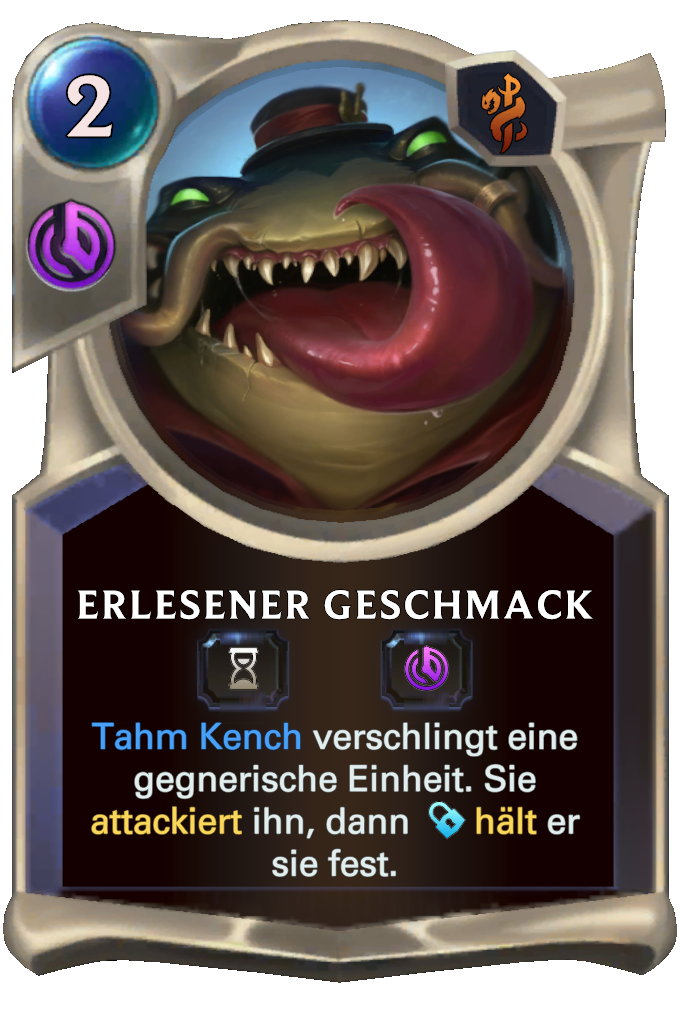 2
ERLESENER GESCHMACK
Tahm Kench verschlingt eine
gegnerische Einheit. Sie
attackiert ihn, dann hält er
sie fest.